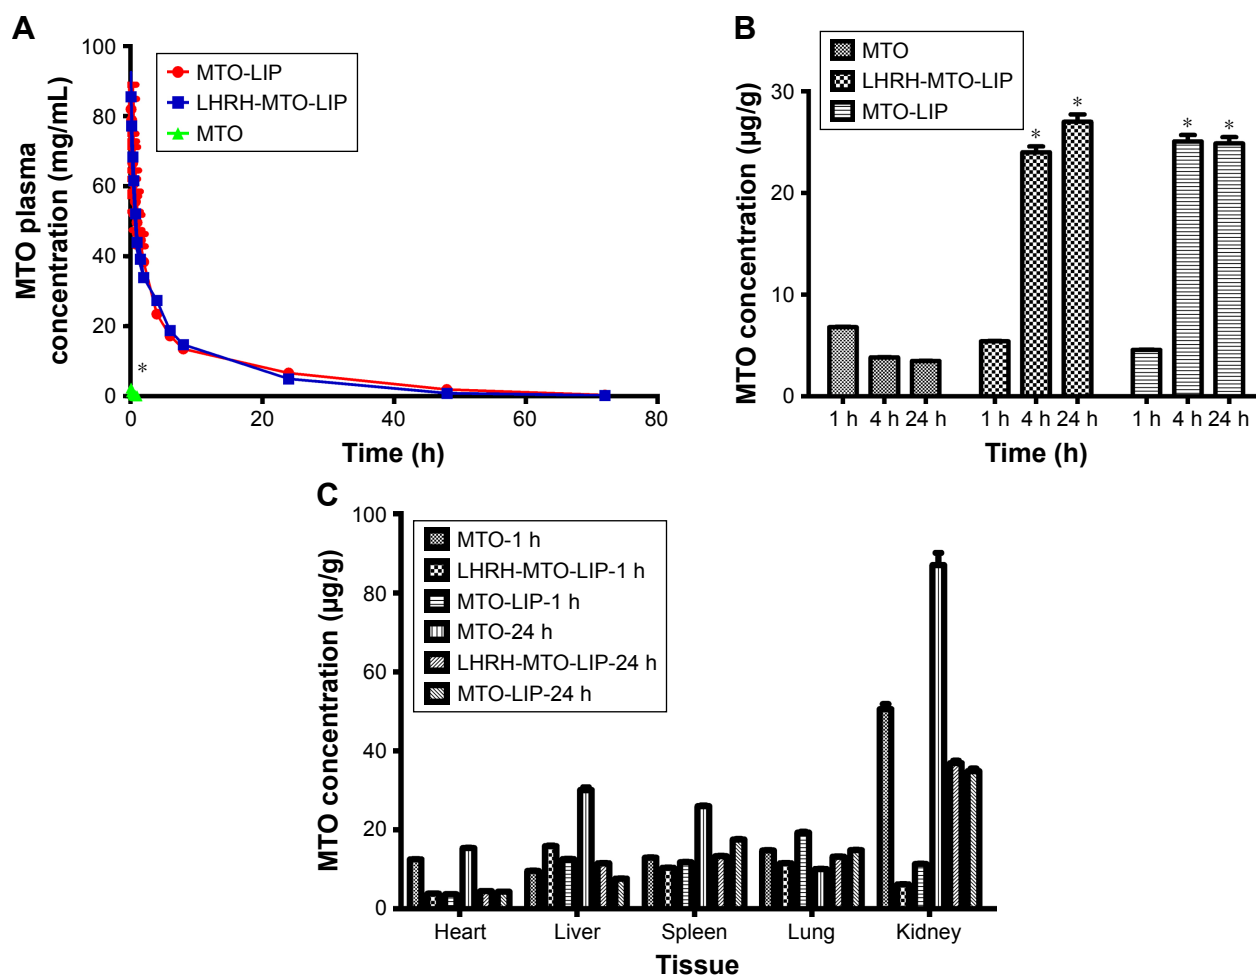 A
MTO plasma
concentration (mg/mL)
100
80
60
40
20
0
MTO-LIP
LHRH-MTO-LIP
MTO
*
0 20 40 60 80
Time (h)
B
MTO concentration (µg/g)
30
20
10
0
MTO
LHRH-MTO-LIP
MTO-LIP
* * * *
1 h 4 h 24 h 1 h 4 h 24 h 1 h 4 h 24 h
Time (h)
C
MTO concentration (µg/g)
100
80
60
40
20
0
MTO-1 h
LHRH-MTO-LIP-1 h
MTO-LIP-1 h
MTO-24 h
LHRH-MTO-LIP-24 h
MTO-LIP-24 h
Heart Liver Spleen Lung Kidney
Tissue